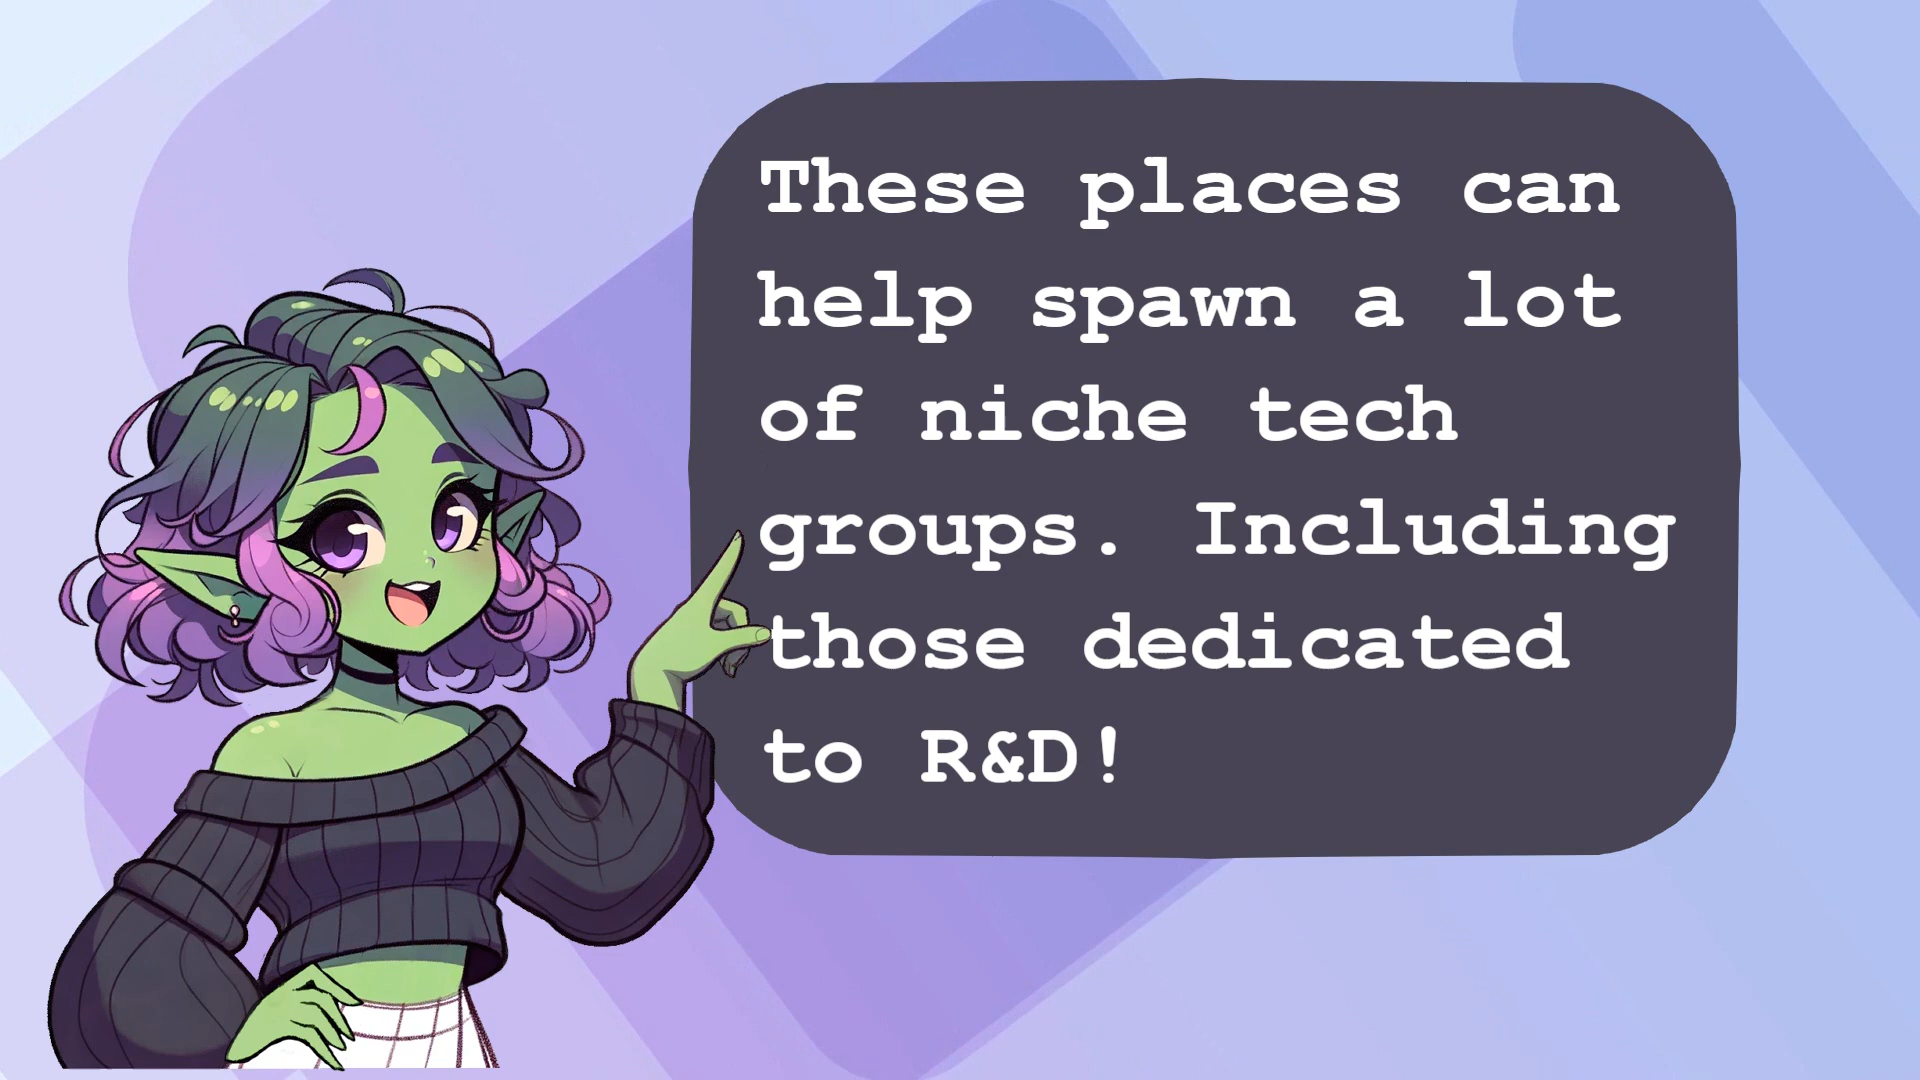 These places can
help spawn a lot
of niche tech
groups. Including
those dedicated
to R&D!